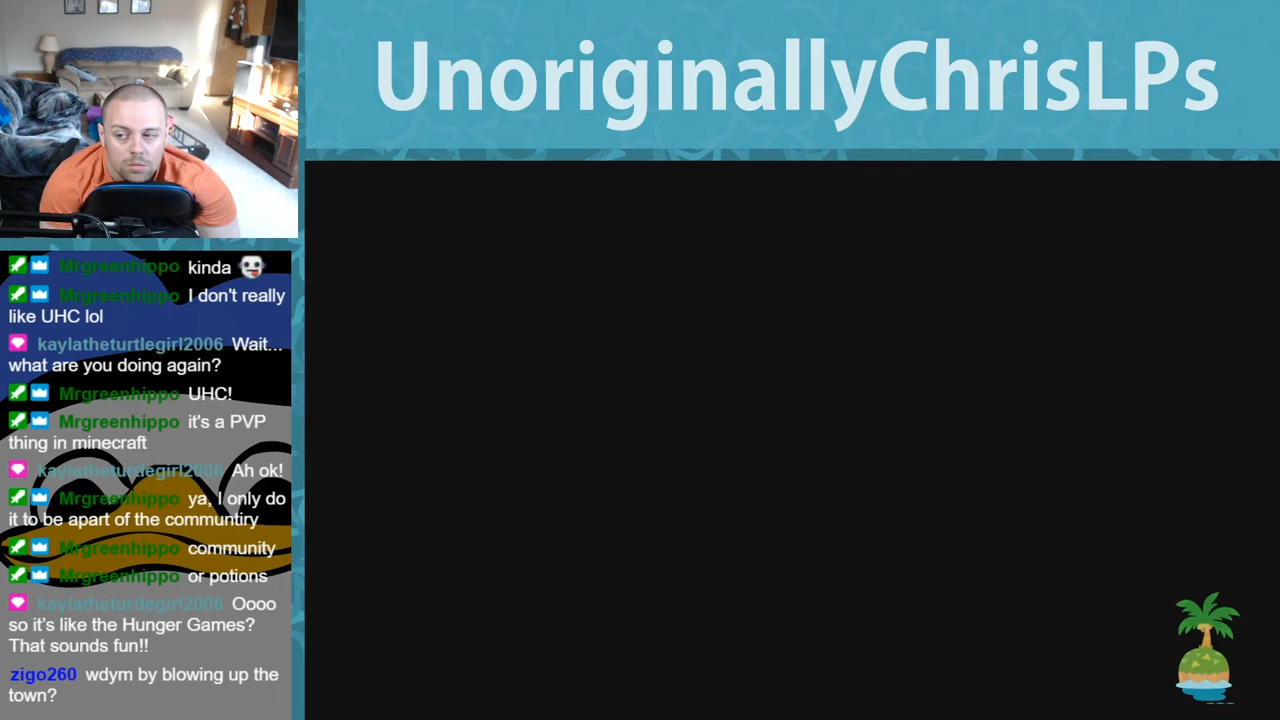 UnoriginallyChrisLPs
Mrgreenhippo kinda
Mrgreenhippo I don't really
like UHC lol
kaylatheturtlegirl2006 Wait...
what are you doing again?
Mrgreenhippo UHC!
Mrgreenhippo it's a PVP
thing in minecraft
kaylatheturtlegirl2006 Ah ok!
Mrgreenhippo ya, I only do
it to be apart of the communtiry
Mrgreenhippo community
Mrgreenhippo or potions
kaylatheturtlegirl2006 Oooo
so it's like the Hunger Games?
That sounds fun!!
zigo260 wdym by blowing up the
town?